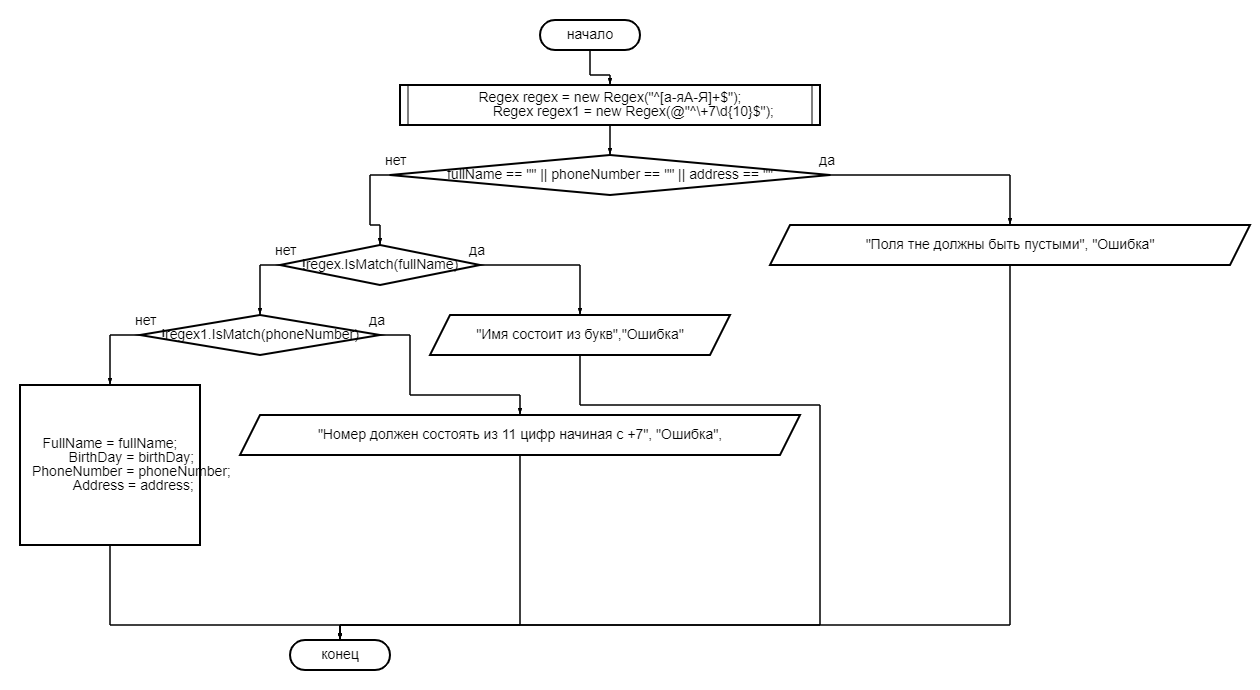 начало
Regex regex = new Regex("^[а-яА-Я]+$");
Regex regex1 = new Regex(@"^\+7\d{10}$");
нет
да
fullName == "" || phoneNumber == "" || address == ""
"Поля тне должны быть пустыми", "Ошибка"
нет
да
!regex.IsMatch(fullName)
нет
да
!regex1.IsMatch(phoneNumber)
"Имя состоит из букв","Ошибка"
"Номер должен состоять из 11 цифр начиная с +7", "Ошибка",
FullName = fullName;
BirthDay = birthDay;
PhoneNumber = phoneNumber;
Address = address;
конец